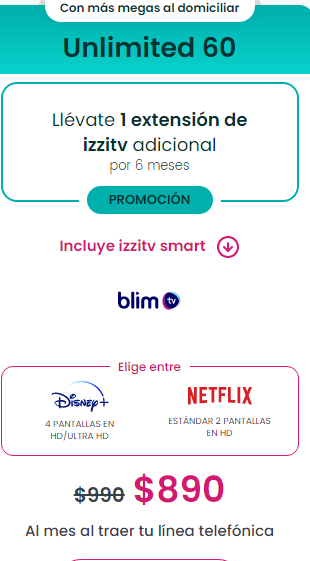 Con más megas al domiciliar
Unlimited 60
Llévate 1 extensión de
izzitv adicional
por 6 meses
PROMOCIÓN
Incluye izzitv smart
blim tv
Elige entre
Disney+
4 PANTALLAS EN
HD/ULTRA HD
NETFLIX
ESTÁNDAR 2 PANTALLAS
EN HD
$990 $890
Al mes al traer tu línea telefónica